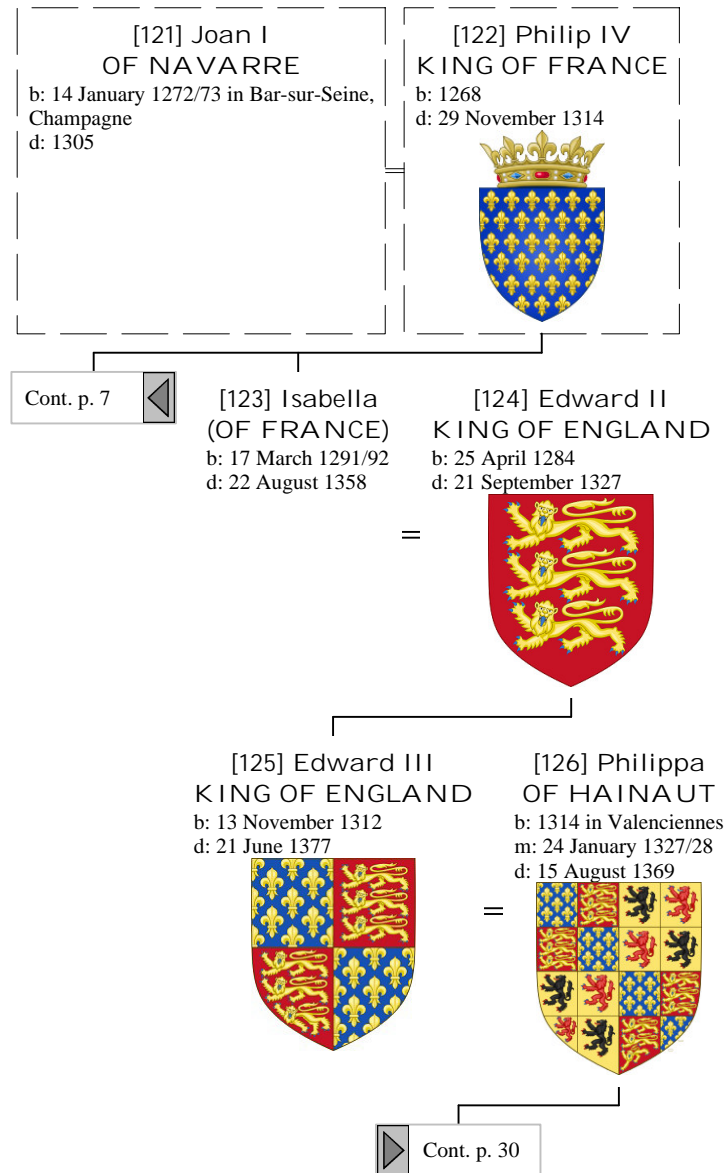 [121] Joan I
OF NAVARRE
b: 14 January 1272/73 in Bar-sur-Seine,
Champagne
d: 1305
=
[122] Philip IV
KING OF FRANCE
b: 1268
d: 29 November 1314
Cont. p. 7
[123] Isabella
(OF FRANCE)
b: 17 March 1291/92
d: 22 August 1358
=
[124] Edward II
KING OF ENGLAND
b: 25 April 1284
d: 21 September 1327
[125] Edward III
KING OF ENGLAND
b: 13 November 1312
d: 21 June 1377
=
[126] Philippa
OF HAINAUT
b: 1314 in Valenciennes
m: 24 January 1327/28
d: 15 August 1369
Cont. p. 30